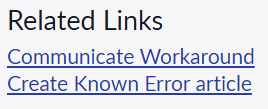 Related Links
Communicate Workaround
Create Known Error article